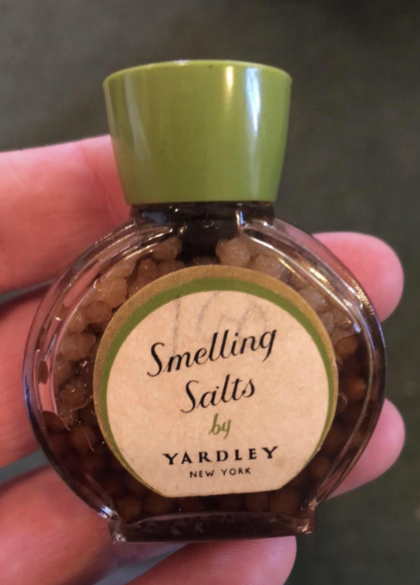 Smelling
Salts
by
YARDLEY
NEW YORK